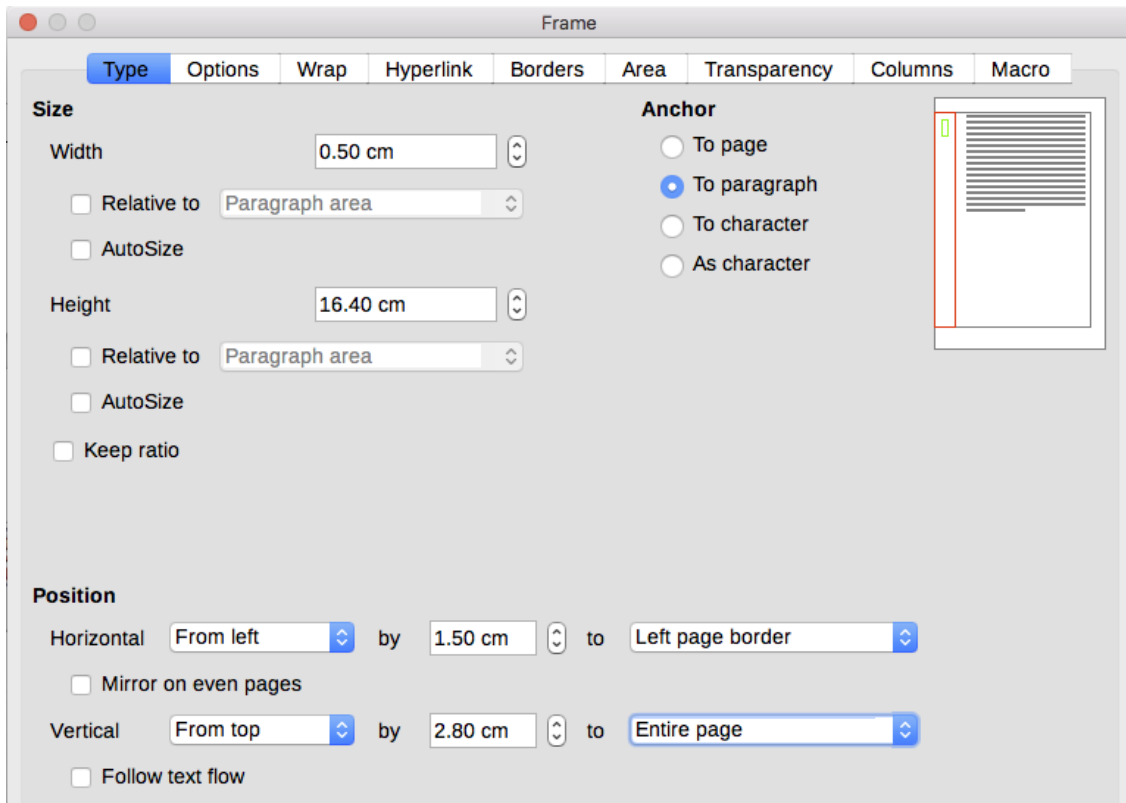 Frame
Type Options Wrap Hyperlink Borders Area Transparency Columns Macro
Size
Width 0.50 cm
Relative to Paragraph area
AutoSize
Height 16.40 cm
Relative to Paragraph area
AutoSize
Keep ratio
Anchor
To page
To paragraph
To character
As character
Position
Horizontal From left by 1.50 cm to Left page border
Mirror on even pages
Vertical From top by 2.80 cm to Entire page
Follow text flow